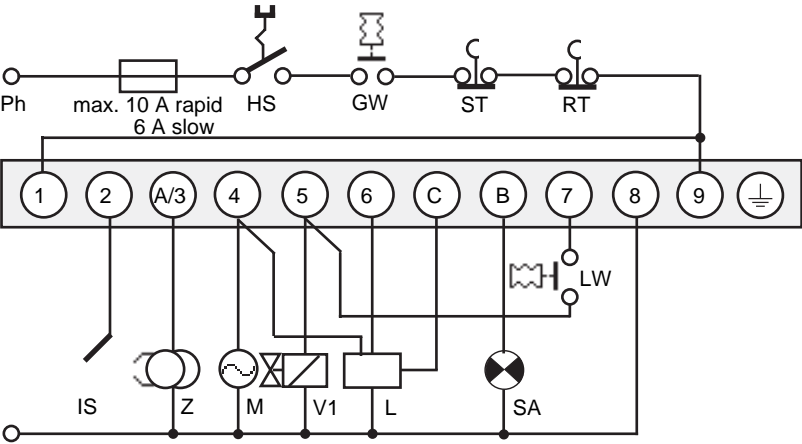 Ph
max. 10 A rapid
6 A slow
HS
GW
ST
RT
1 2 A/3 4 5 6 C B 7 8 9
LW
IS Z M V1 L SA